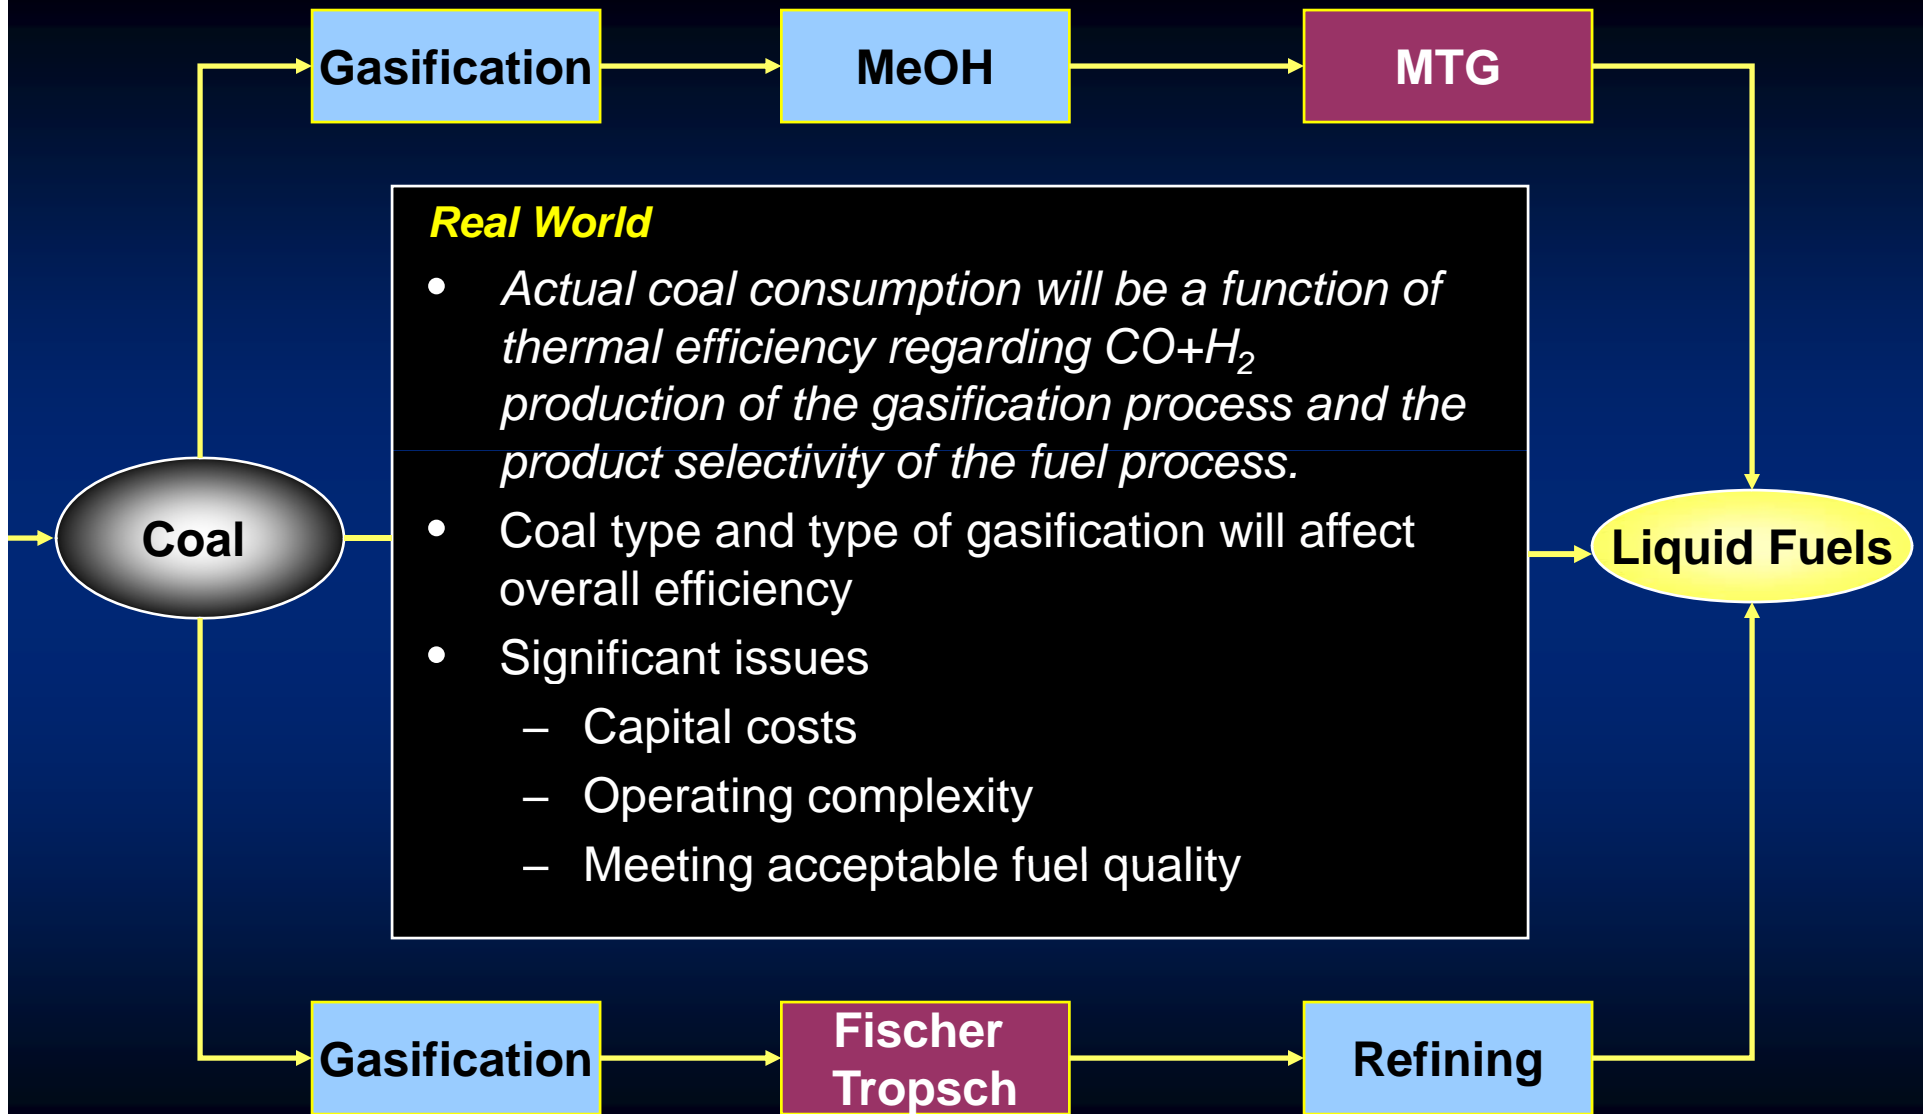 Gasification
MeOH
MTG
Real World
• Actual coal consumption will be a function of
thermal efficiency regarding CO+H₂
production of the gasification process and the
product selectivity of the fuel process.
• Coal type and type of gasification will affect
overall efficiency
• Significant issues
– Capital costs
– Operating complexity
– Meeting acceptable fuel quality
Coal
Liquid Fuels
Gasification
Fischer
Tropsch
Refining